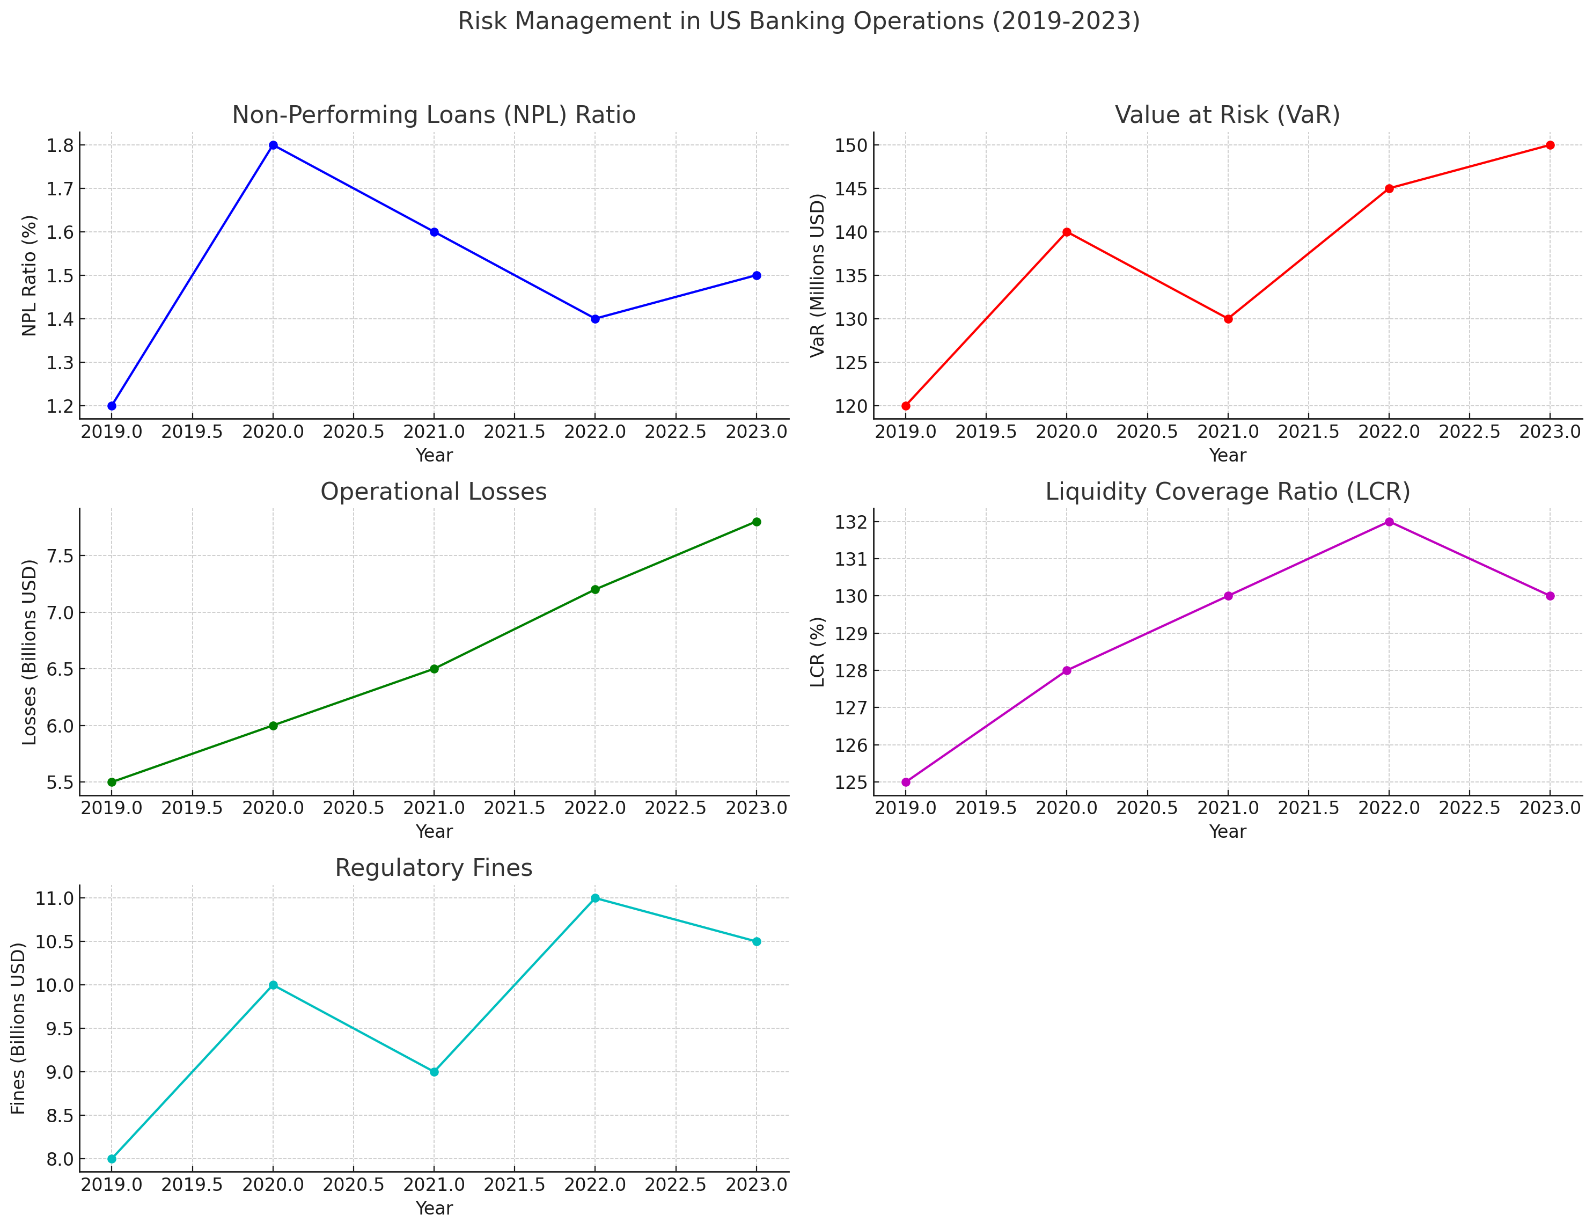 Risk Management in US Banking Operations (2019-2023)
Non-Performing Loans (NPL) Ratio
NPL Ratio (%)
1.8
1.7
1.6
1.5
1.4
1.3
1.2
2019.0 2019.5 2020.0 2020.5 2021.0 2021.5 2022.0 2022.5 2023.0
Year
Value at Risk (VaR)
VaR (Millions USD)
150
145
140
135
130
125
120
2019.0 2019.5 2020.0 2020.5 2021.0 2021.5 2022.0 2022.5 2023.0
Year
Operational Losses
Losses (Billions USD)
7.5
7.0
6.5
6.0
5.5
2019.0 2019.5 2020.0 2020.5 2021.0 2021.5 2022.0 2022.5 2023.0
Year
Liquidity Coverage Ratio (LCR)
LCR (%)
132
131
130
129
128
127
126
125
2019.0 2019.5 2020.0 2020.5 2021.0 2021.5 2022.0 2022.5 2023.0
Year
Regulatory Fines
Fines (Billions USD)
11.0
10.5
10.0
9.5
9.0
8.5
8.0
2019.0 2019.5 2020.0 2020.5 2021.0 2021.5 2022.0 2022.5 2023.0
Year